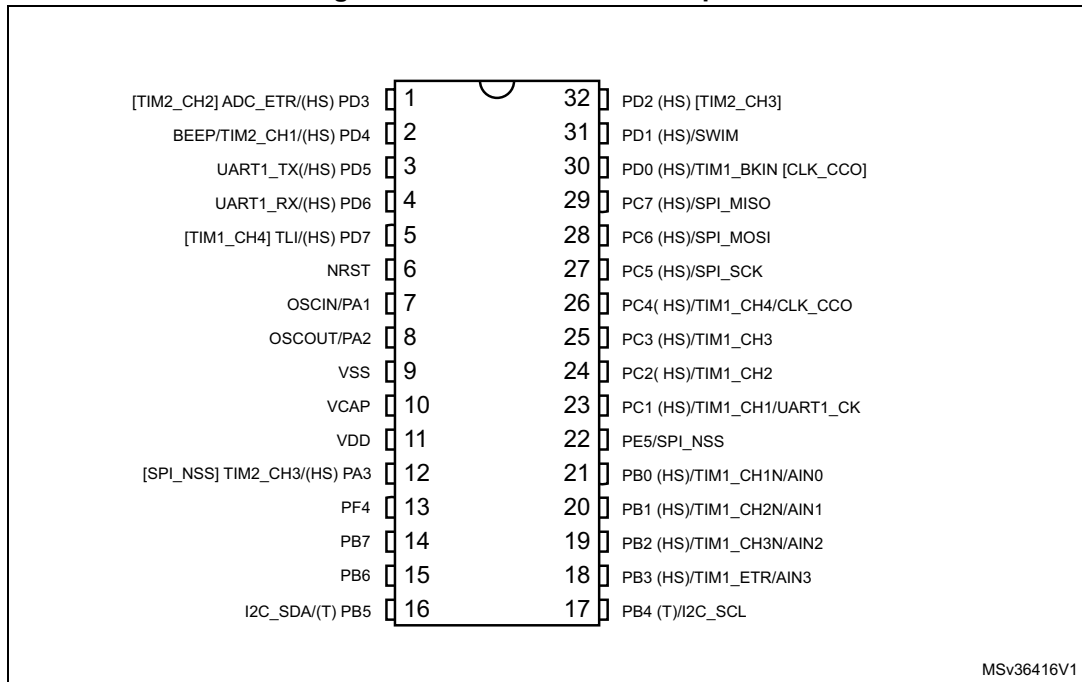 [TIM2_CH2] ADC_ETR/(HS) PD3 1 32 PD2 (HS) [TIM2_CH3]
BEEP/TIM2_CH1/(HS) PD4 2 31 PD1 (HS)/SWIM
UART1_TX(/HS) PD5 3 30 PD0 (HS)/TIM1_BKIN [CLK_CCO]
UART1_RX/(HS) PD6 4 29 PC7 (HS)/SPI_MISO
[TIM1_CH4] TLI/(HS) PD7 5 28 PC6 (HS)/SPI_MOSI
NRST 6 27 PC5 (HS)/SPI_SCK
OSCIN/PA1 7 26 PC4( HS)/TIM1_CH4/CLK_CCO
OSCOUT/PA2 8 25 PC3 (HS)/TIM1_CH3
VSS 9 24 PC2( HS)/TIM1_CH2
VCAP 10 23 PC1 (HS)/TIM1_CH1/UART1_CK
VDD 11 22 PE5/SPI_NSS
[SPI_NSS] TIM2_CH3/(HS) PA3 12 21 PB0 (HS)/TIM1_CH1N/AIN0
PF4 13 20 PB1 (HS)/TIM1_CH2N/AIN1
PB7 14 19 PB2 (HS)/TIM1_CH3N/AIN2
PB6 15 18 PB3 (HS)/TIM1_ETR/AIN3
I2C_SDA/(T) PB5 16 17 PB4 (T)/I2C_SCL
MSv36416V1